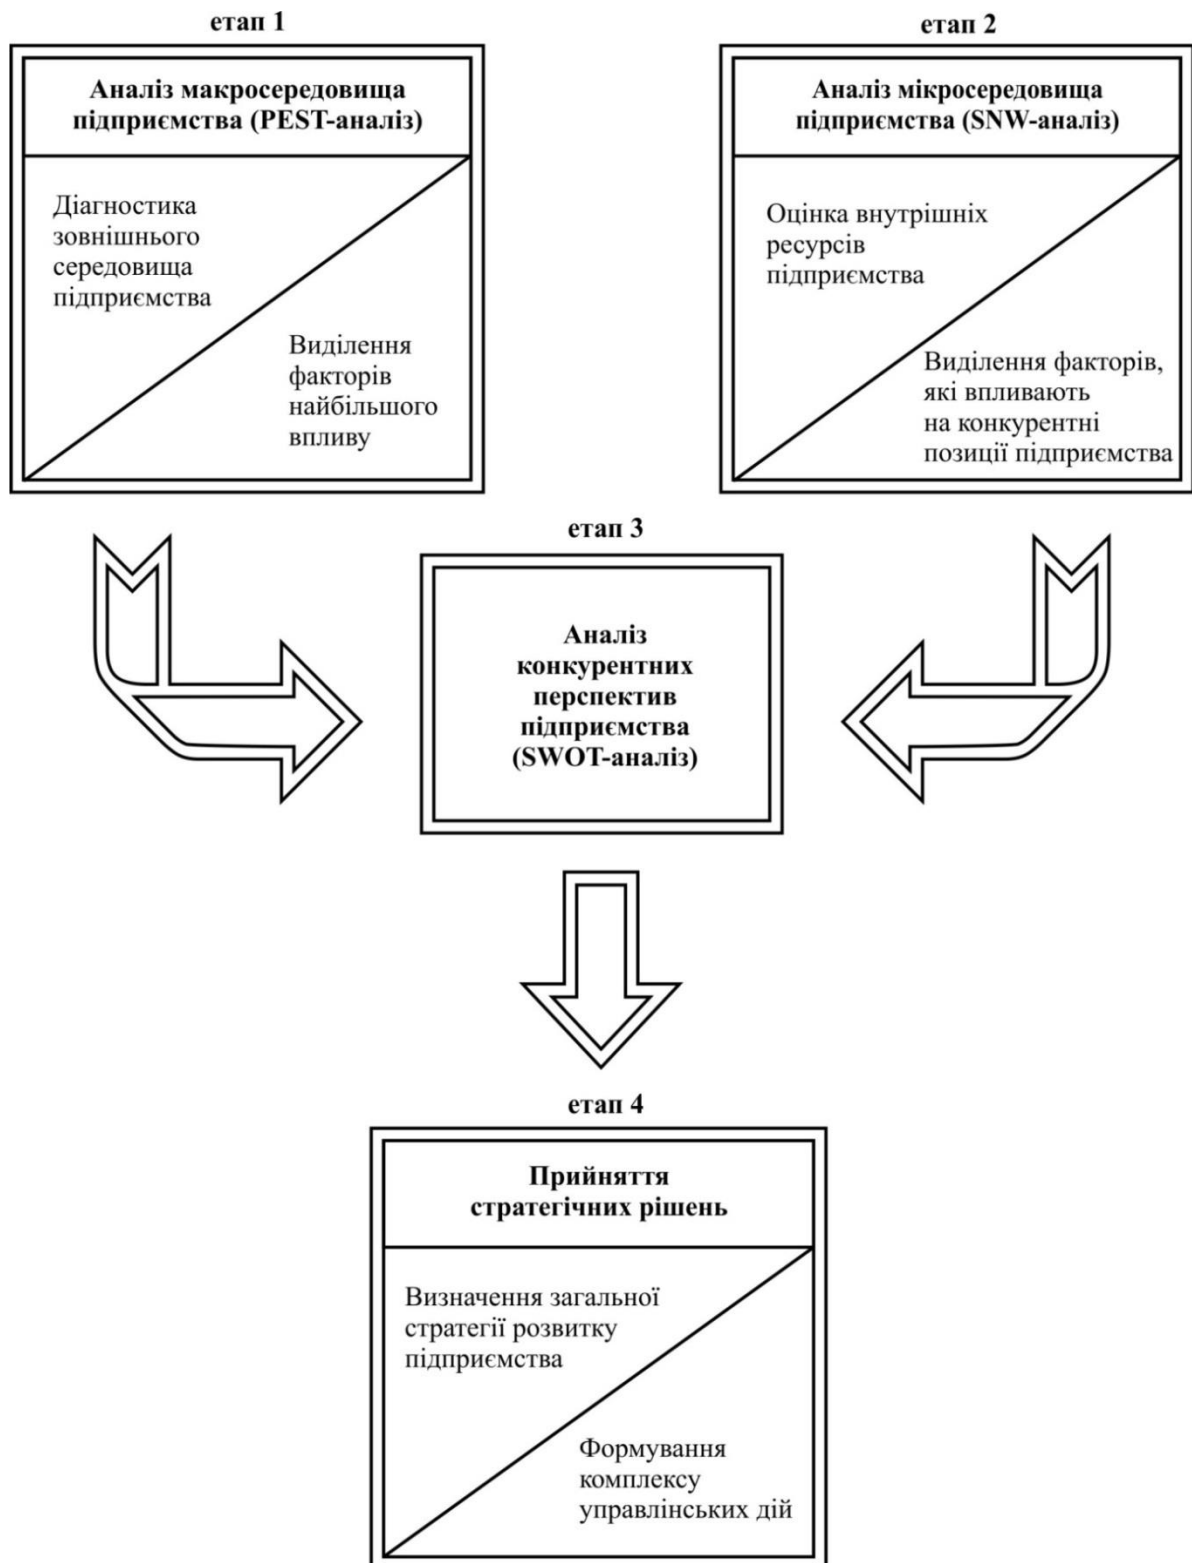 етап 1
Аналіз макросередовища
підприємства (PEST-аналіз)
Діагностика
зовнішнього
середовища
підприємства
Виділення
факторів
найбільшого
впливу
етап 2
Аналіз мікросередовища
підприємства (SNW-аналіз)
Оцінка внутрішніх
ресурсів
підприємства
Виділення факторів,
які впливають
на конкурентні
позиції підприємства
етап 3
Аналіз
конкурентних
перспектив
підприємства
(SWOT-аналіз)
етап 4
Прийняття
стратегічних рішень
Визначення загальної
стратегії розвитку
підприємства
Формування
комплексу
управлінських дій